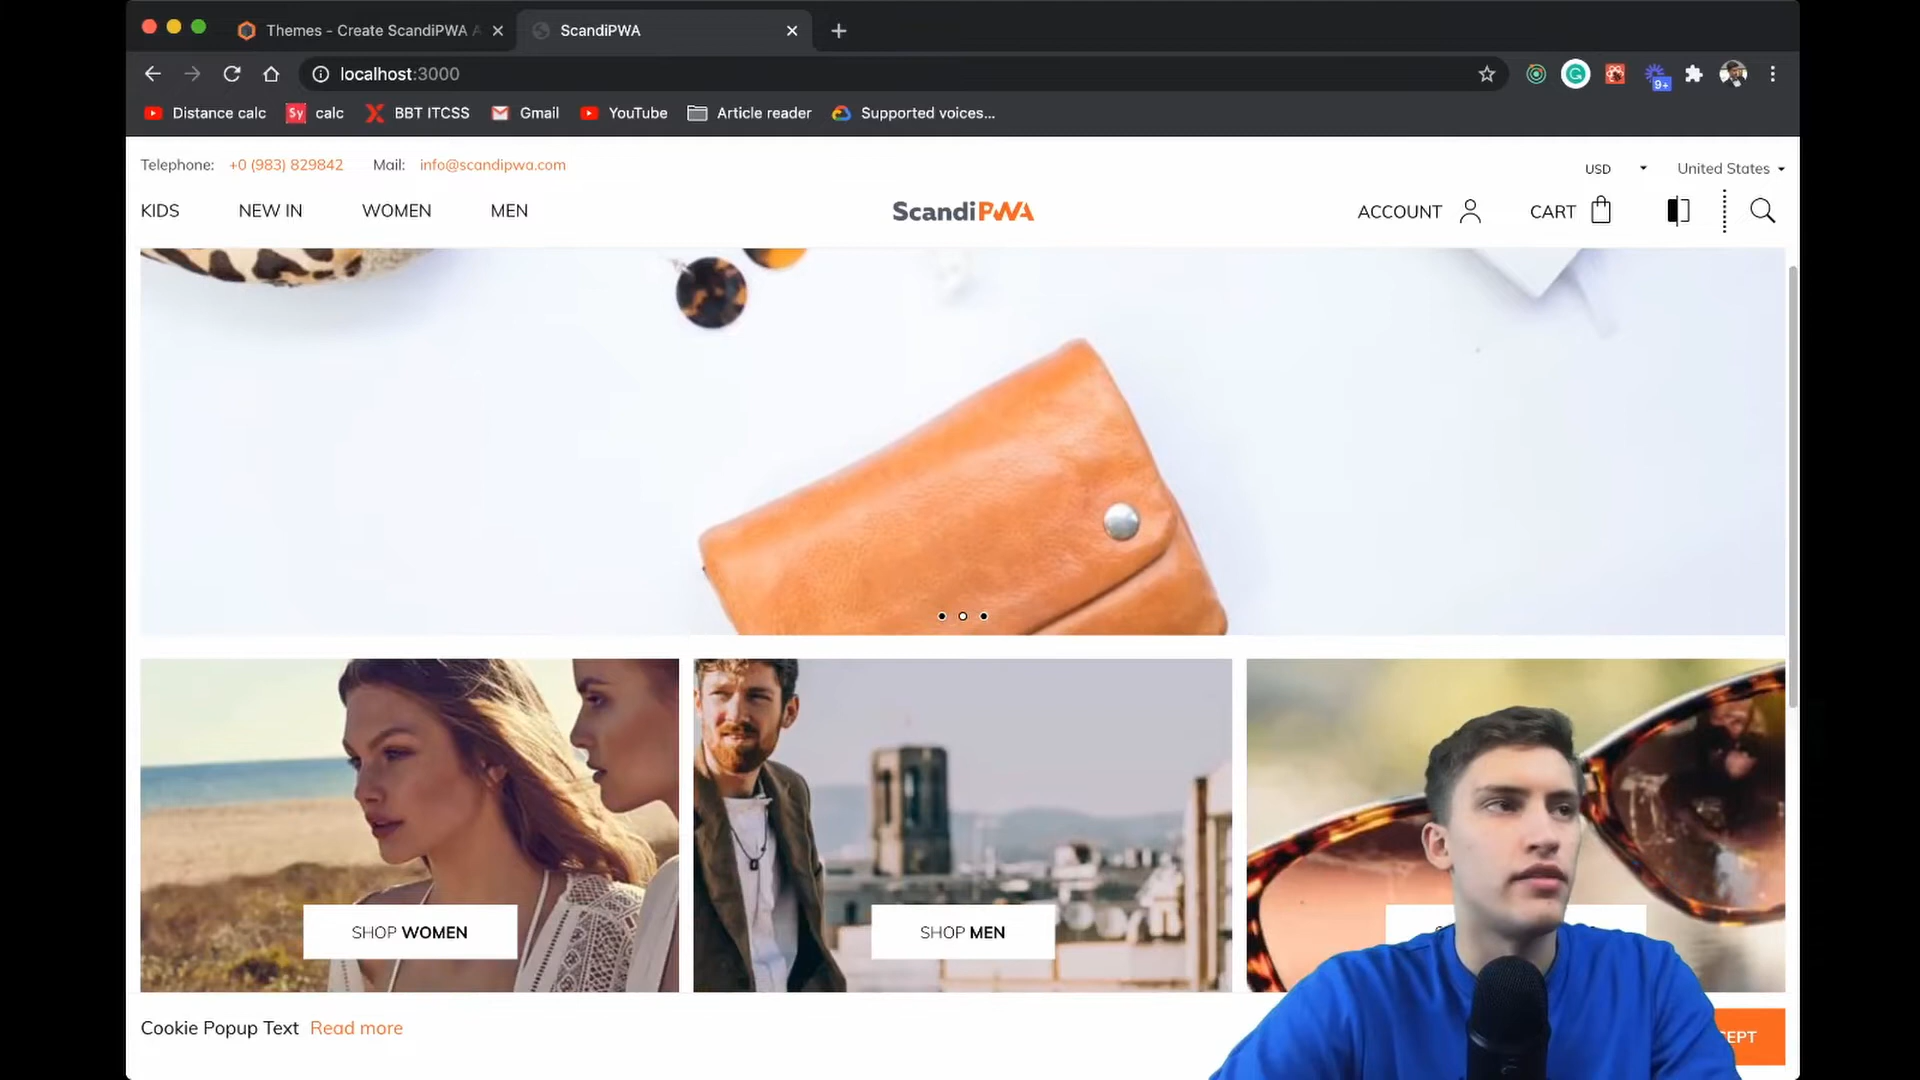 Themes - Create ScandiPWA A
ScandiPWA
localhost:3000
9+
Distance calc
Sy calc
BBT ITCSS
Gmail
YouTube
Article reader
Supported voices...
Telephone: +0 (983) 829842 Mail: info@scandipwa.com
USD
United States
KIDS NEW IN WOMEN MEN
ScandiPWA
ACCOUNT
CART
SHOP WOMEN
SHOP MEN
Cookie Popup Text Read more